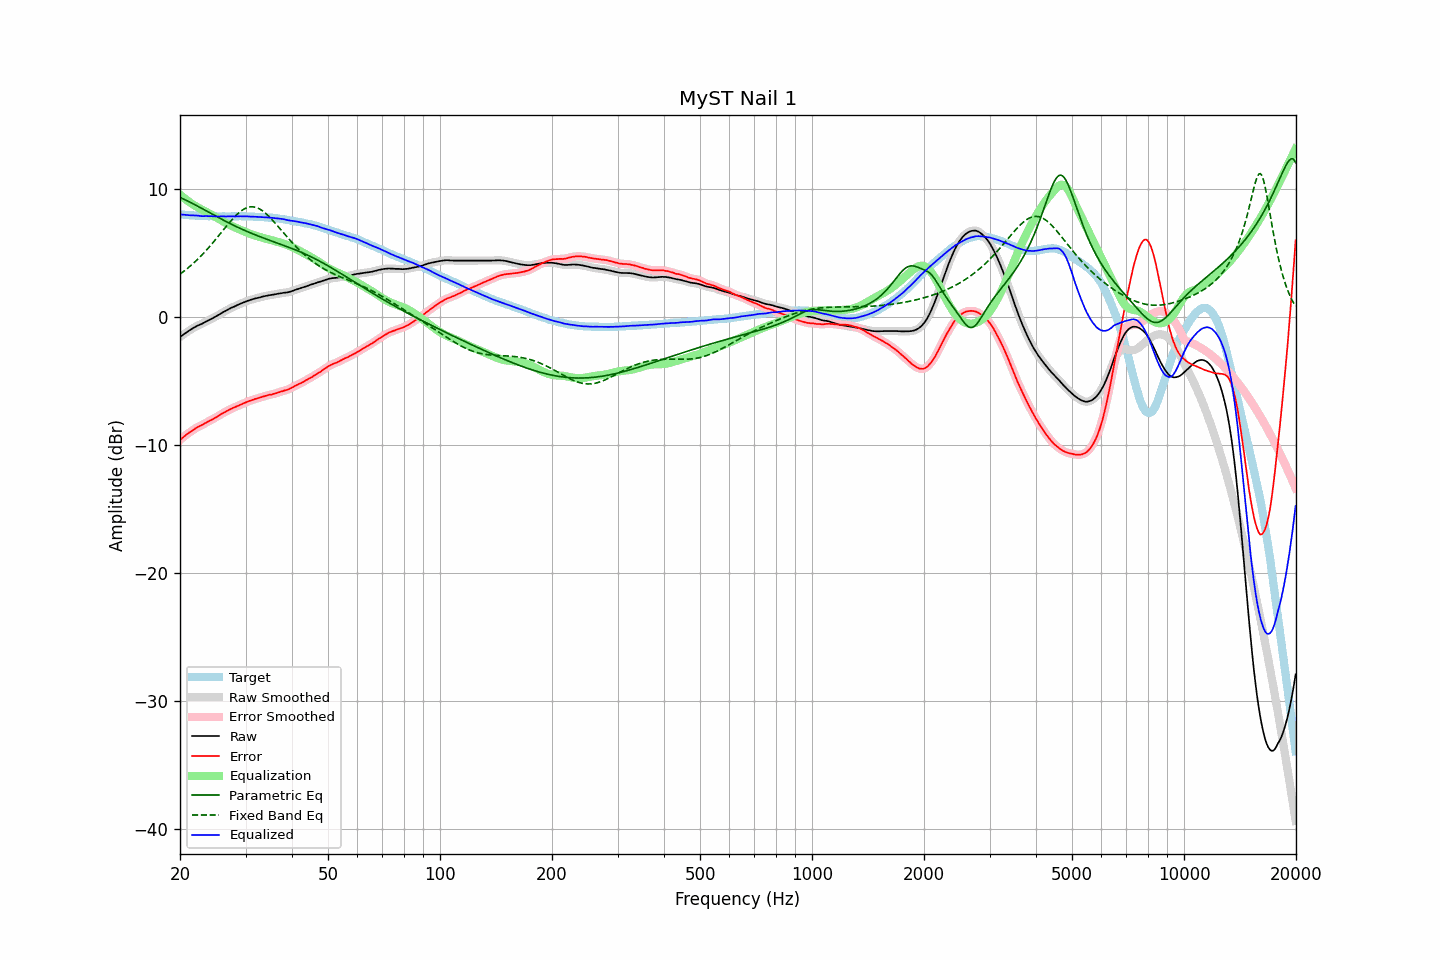 MyST Nail 1
Amplitude (dBr)
10
0
−10
−20
−30
−40
Target
Raw Smoothed
Error Smoothed
Raw
Error
Equalization
Parametric Eq
Fixed Band Eq
Equalized
20
50
100
200
500
1000
2000
5000
10000
20000
Frequency (Hz)